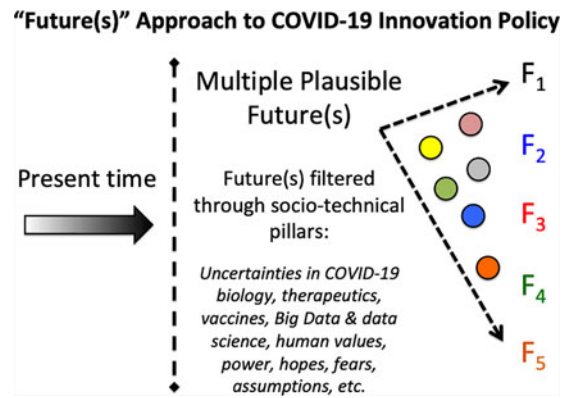 "Future(s)” Approach to COVID-19 Innovation Policy
Multiple Plausible
Future(s)
Present time
Future(s) filtered
through socio-technical
pillars:
Uncertainties in COVID-19
biology, therapeutics,
vaccines, Big Data & data
science, human values,
power, hopes, fears,
assumptions, etc.
F1
F2
F3
F4
F5